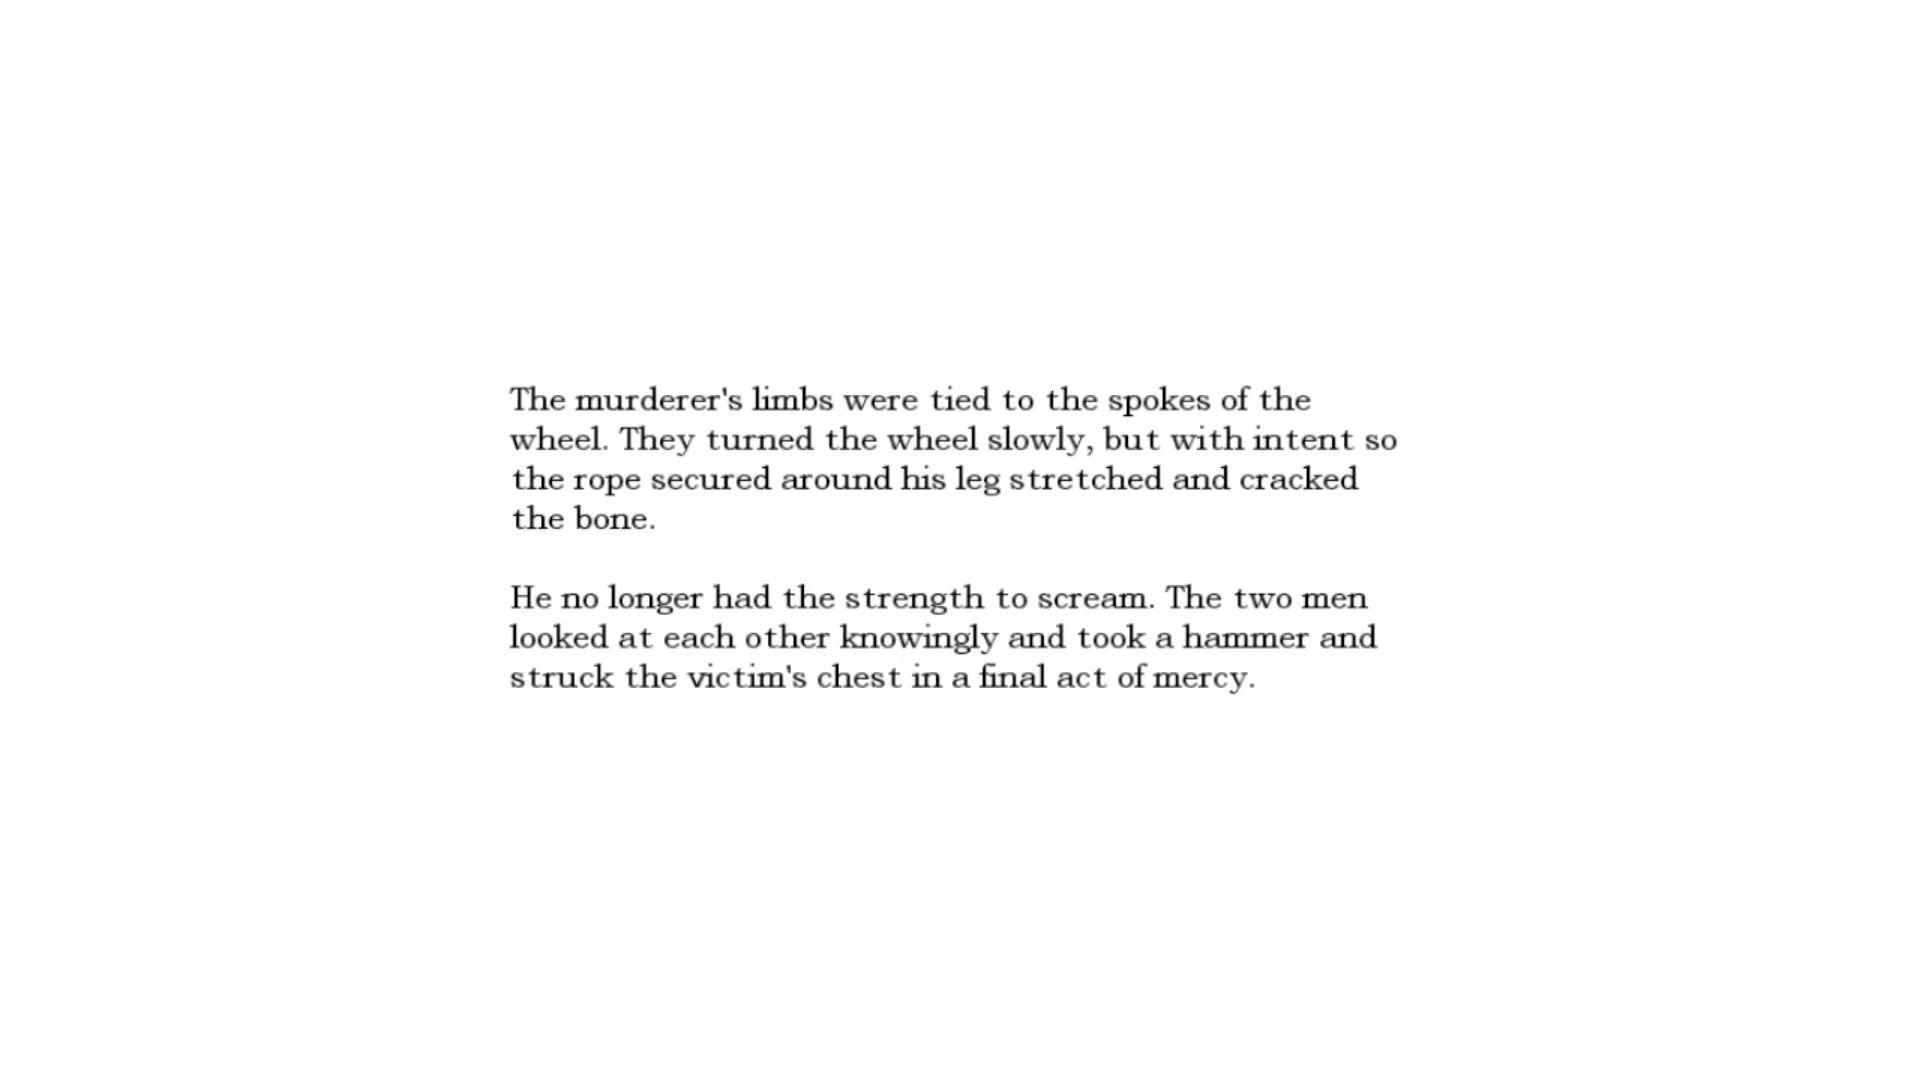 The murderer's limbs were tied to the spokes of the
wheel. They turned the wheel slowly, but with intent so
the rope secured around his leg stretched and cracked
the bone.
He no longer had the strength to scream. The two men
looked at each other knowingly and took a hammer and
struck the victim's chest in a final act of mercy.